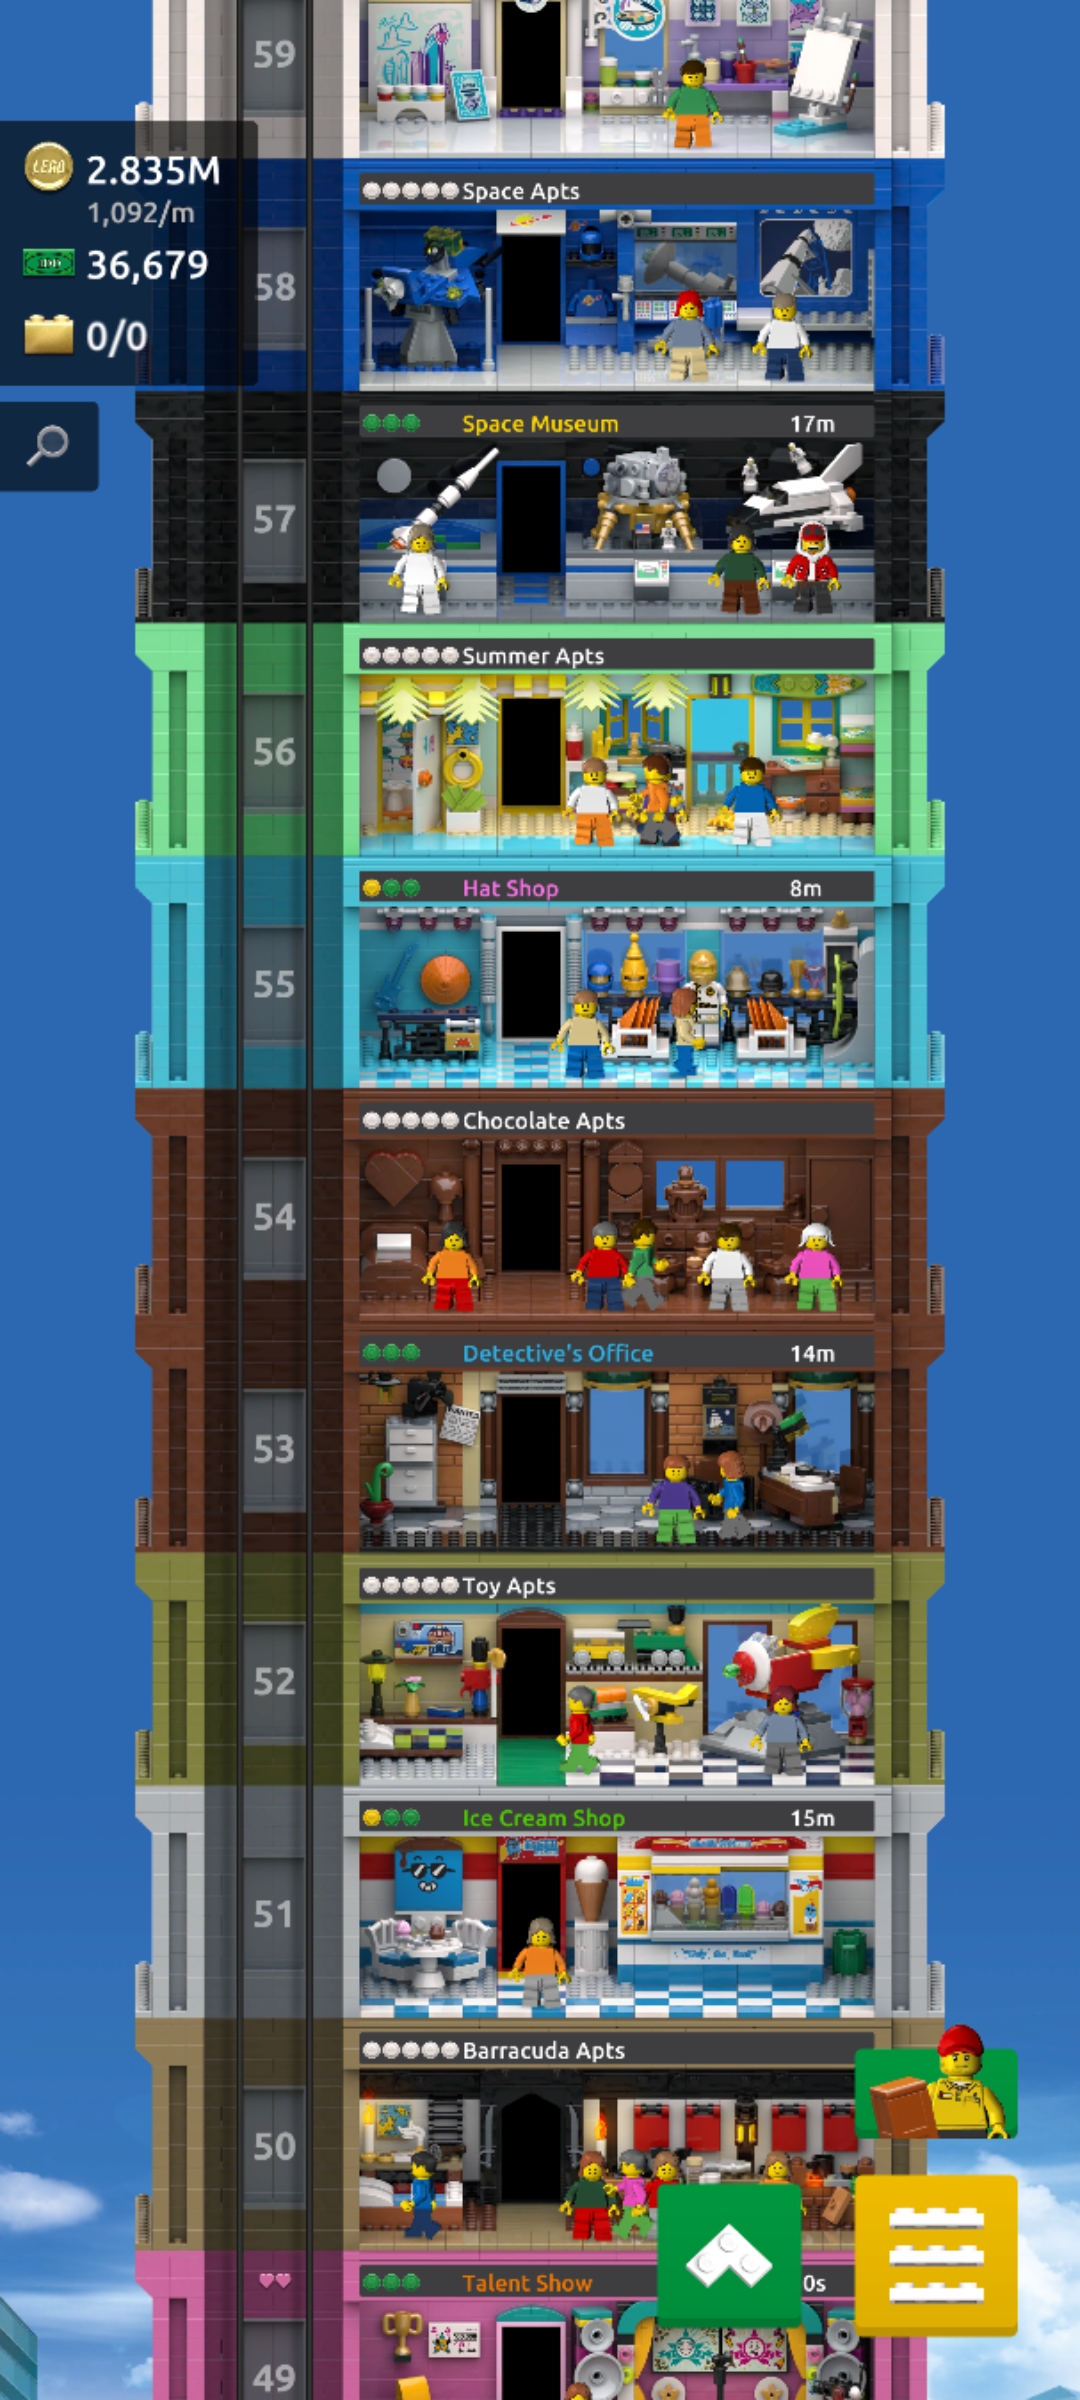 59
LEGO
2.835M
1,092/m
36,679
0/0
Space Apts
58
Space Museum 17m
57
Summer Apts
56
Hat Shop 8m
55
Chocolate Apts
54
Detective's Office 14m
WANTED
53
Toy Apts
52
Ice Cream Shop 15m
51
Barracuda Apts
50
Talent Show 0s
49